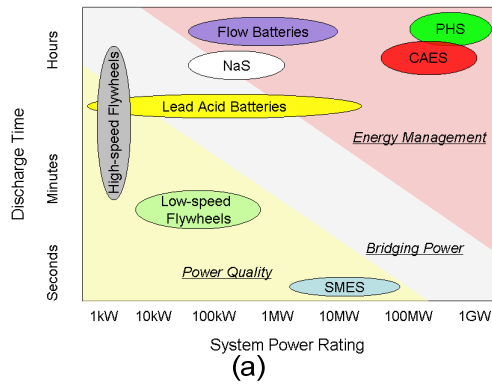 Hours
Minutes
Seconds
Discharge Time
Flow Batteries
PHS
NaS
CAES
High-speed Flywheels
Lead Acid Batteries
Energy Management
Low-speed
Flywheels
Bridging Power
Power Quality
SMES
1kW 10kW 100kW 1MW 10MW 100MW 1GW
System Power Rating
(a)